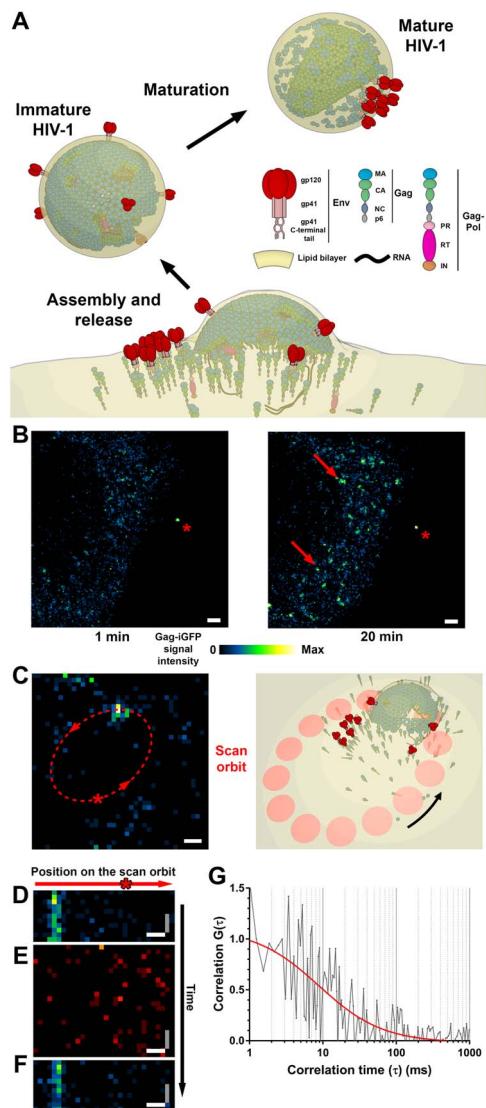 A
Mature
HIV-1
Maturation
Immature
HIV-1
gp120
gp41
gp41
C-terminal
tail
Env
MA
CA
NC
p6
Gag
PR
RT
IN
Gag-
Pol
Lipid bilayer
RNA
Assembly and
release
B
*
*
1 min
20 min
Gag-iGFP
signal
intensity
0
Max
C
*
Scan
orbit
Position on the scan orbit
D
E
F
Time
G
Correlation G(τ)
1.5
1.0
0.5
0.0
1
10
100
1000
Correlation time (τ) (ms)